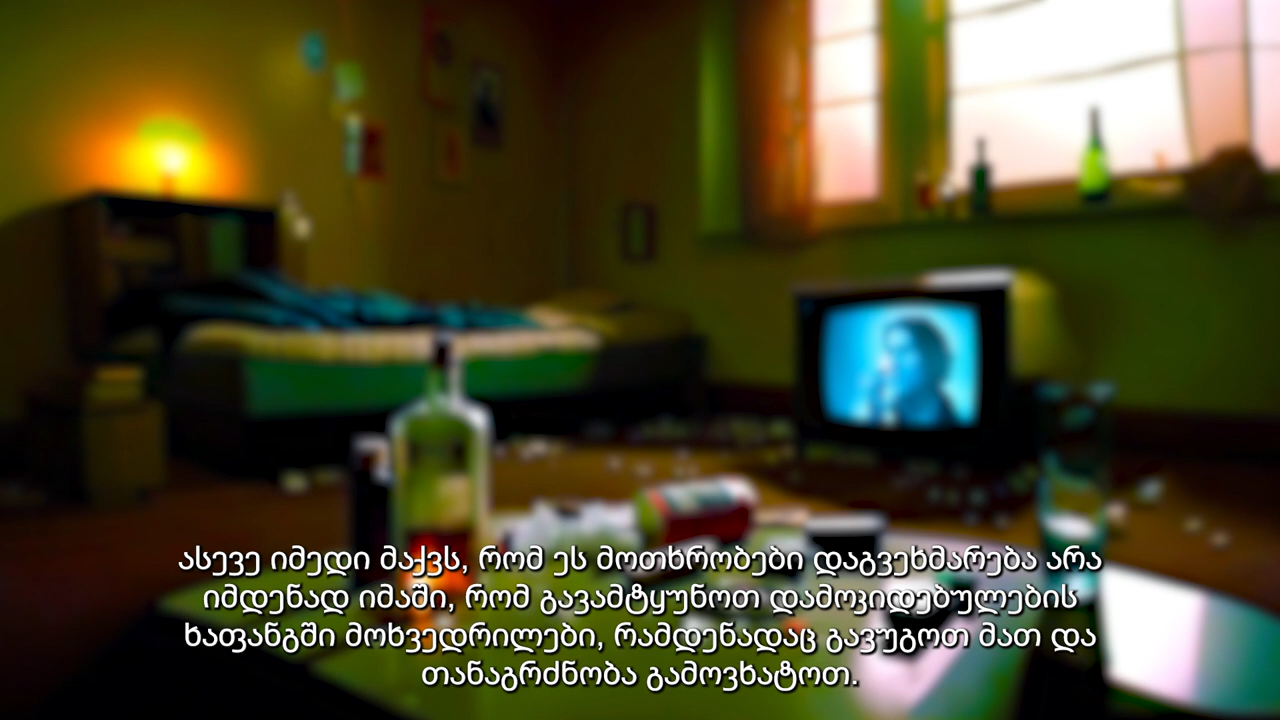 ასევე იმედი მაქვს, რომ ეს მოთხრობები დაგვეხმარება არა
იმდენად იმაში, რომ გავამტყუნოთ დამოკიდებულების
ხაფანგში მოხვედრილები, რამდენადაც გავუგოთ მათ და
თანაგრძნობა გამოვხატოთ.